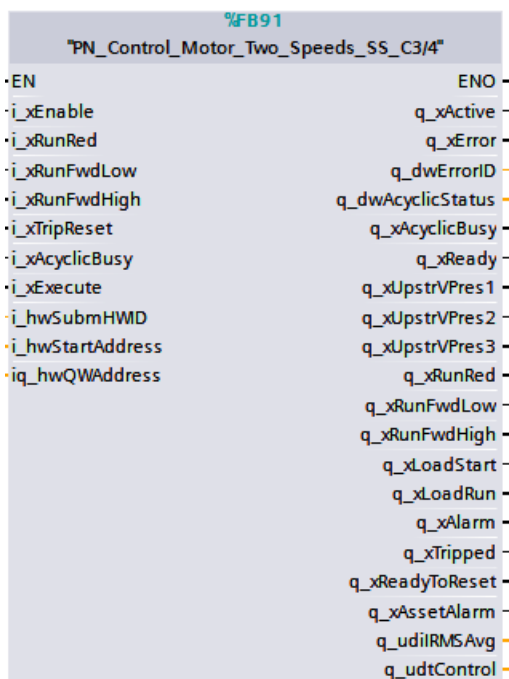 %FB91
"PN_Control_Motor_Two_Speeds_SS_C3/4"
EN ENO
i_xEnable q_xActive
i_xRunRed q_xError
i_xRunFwdLow q_dwErrorID
i_xRunFwdHigh q_dwAcyclicStatus
i_xTripReset q_xAcyclicBusy
i_xAcyclicBusy q_xReady
i_xExecute q_xUpstrVPres1
i_hwSubmHWID q_xUpstrVPres2
i_hwStartAddress q_xUpstrVPres3
iq_hwQWAddress q_xRunRed
q_xRunFwdLow
q_xRunFwdHigh
q_xLoadStart
q_xLoadRun
q_xAlarm
q_xTripped
q_xReadyToReset
q_xAssetAlarm
q_udiIRMSAvg
q_udtControl